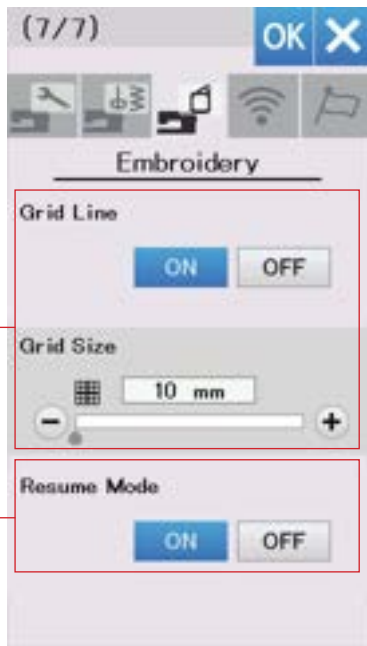 (7/7)
OK
Embroidery
Grid Line
ON OFF
Grid Size
10 mm
Resume Mode
ON OFF